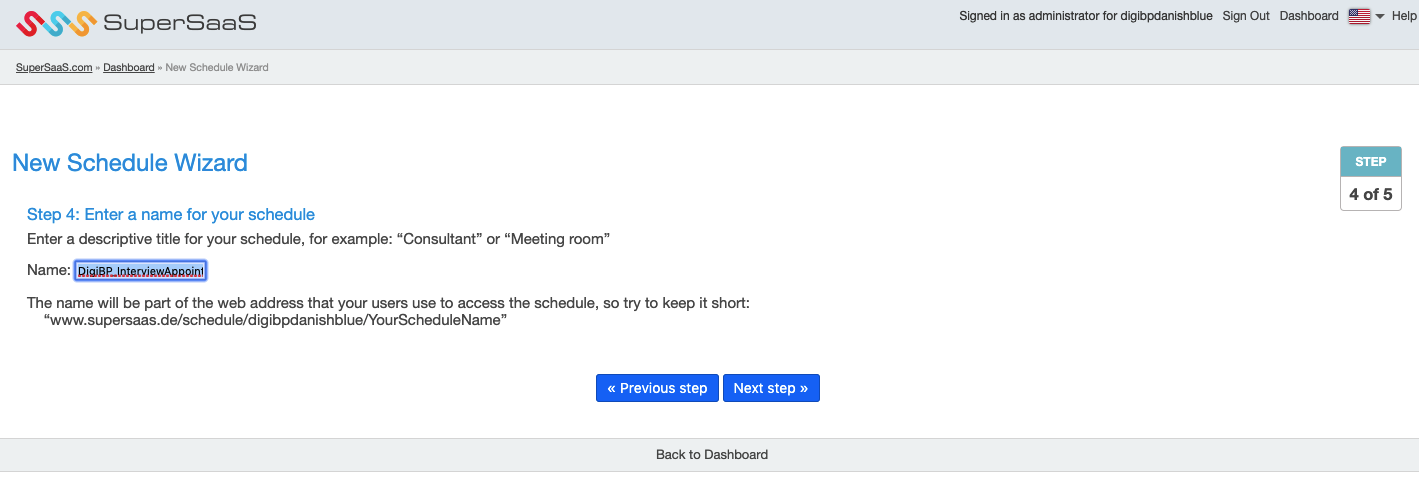 SuperSaaS
Signed in as administrator for digibpdanishblue Sign Out Dashboard Help
SuperSaaS.com » Dashboard » New Schedule Wizard
New Schedule Wizard
STEP
4 of 5
Step 4: Enter a name for your schedule
Enter a descriptive title for your schedule, for example: “Consultant” or “Meeting room”
Name: DigiBP_InterviewAppoint
The name will be part of the web address that your users use to access the schedule, so try to keep it short:
“www.supersaas.de/schedule/digibpdanishblue/YourScheduleName”
« Previous step Next step »
Back to Dashboard